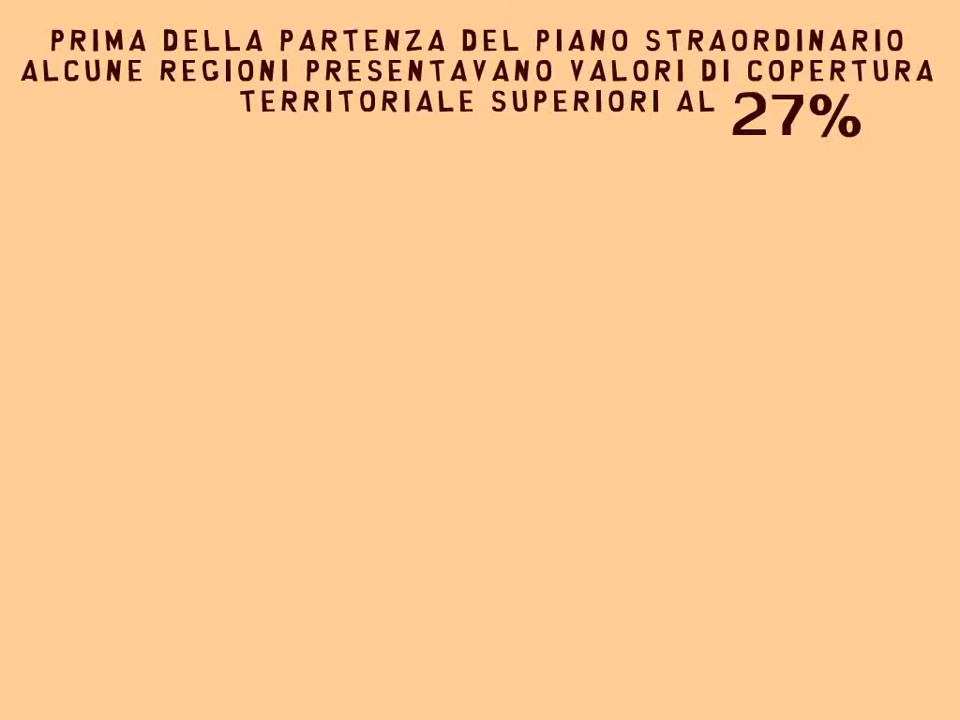 PRIMA DELLA PARTENZA DEL PIANO STRAORDINARIO
ALCUNE REGIONI PRESENTAVANO VALORI DI COPERTURA
TERRITORIALE SUPERIORI AL 27%